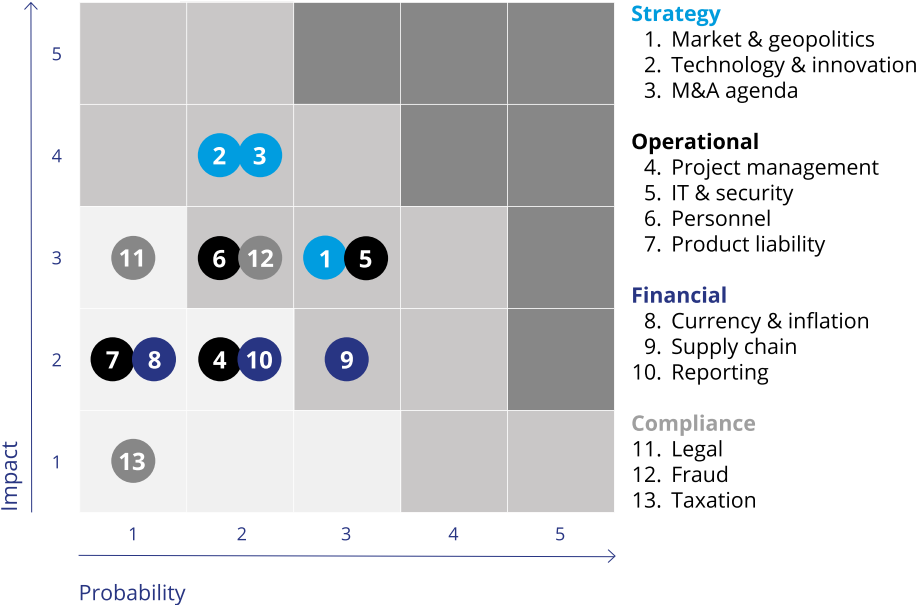 5
4
2 3
3
11
6 12
1 5
2
7 8
4 10
9
1
13
Impact
1 2 3 4 5
Probability
Strategy
1. Market & geopolitics
2. Technology & innovation
3. M&A agenda
Operational
4. Project management
5. IT & security
6. Personnel
7. Product liability
Financial
8. Currency & inflation
9. Supply chain
10. Reporting
Compliance
11. Legal
12. Fraud
13. Taxation